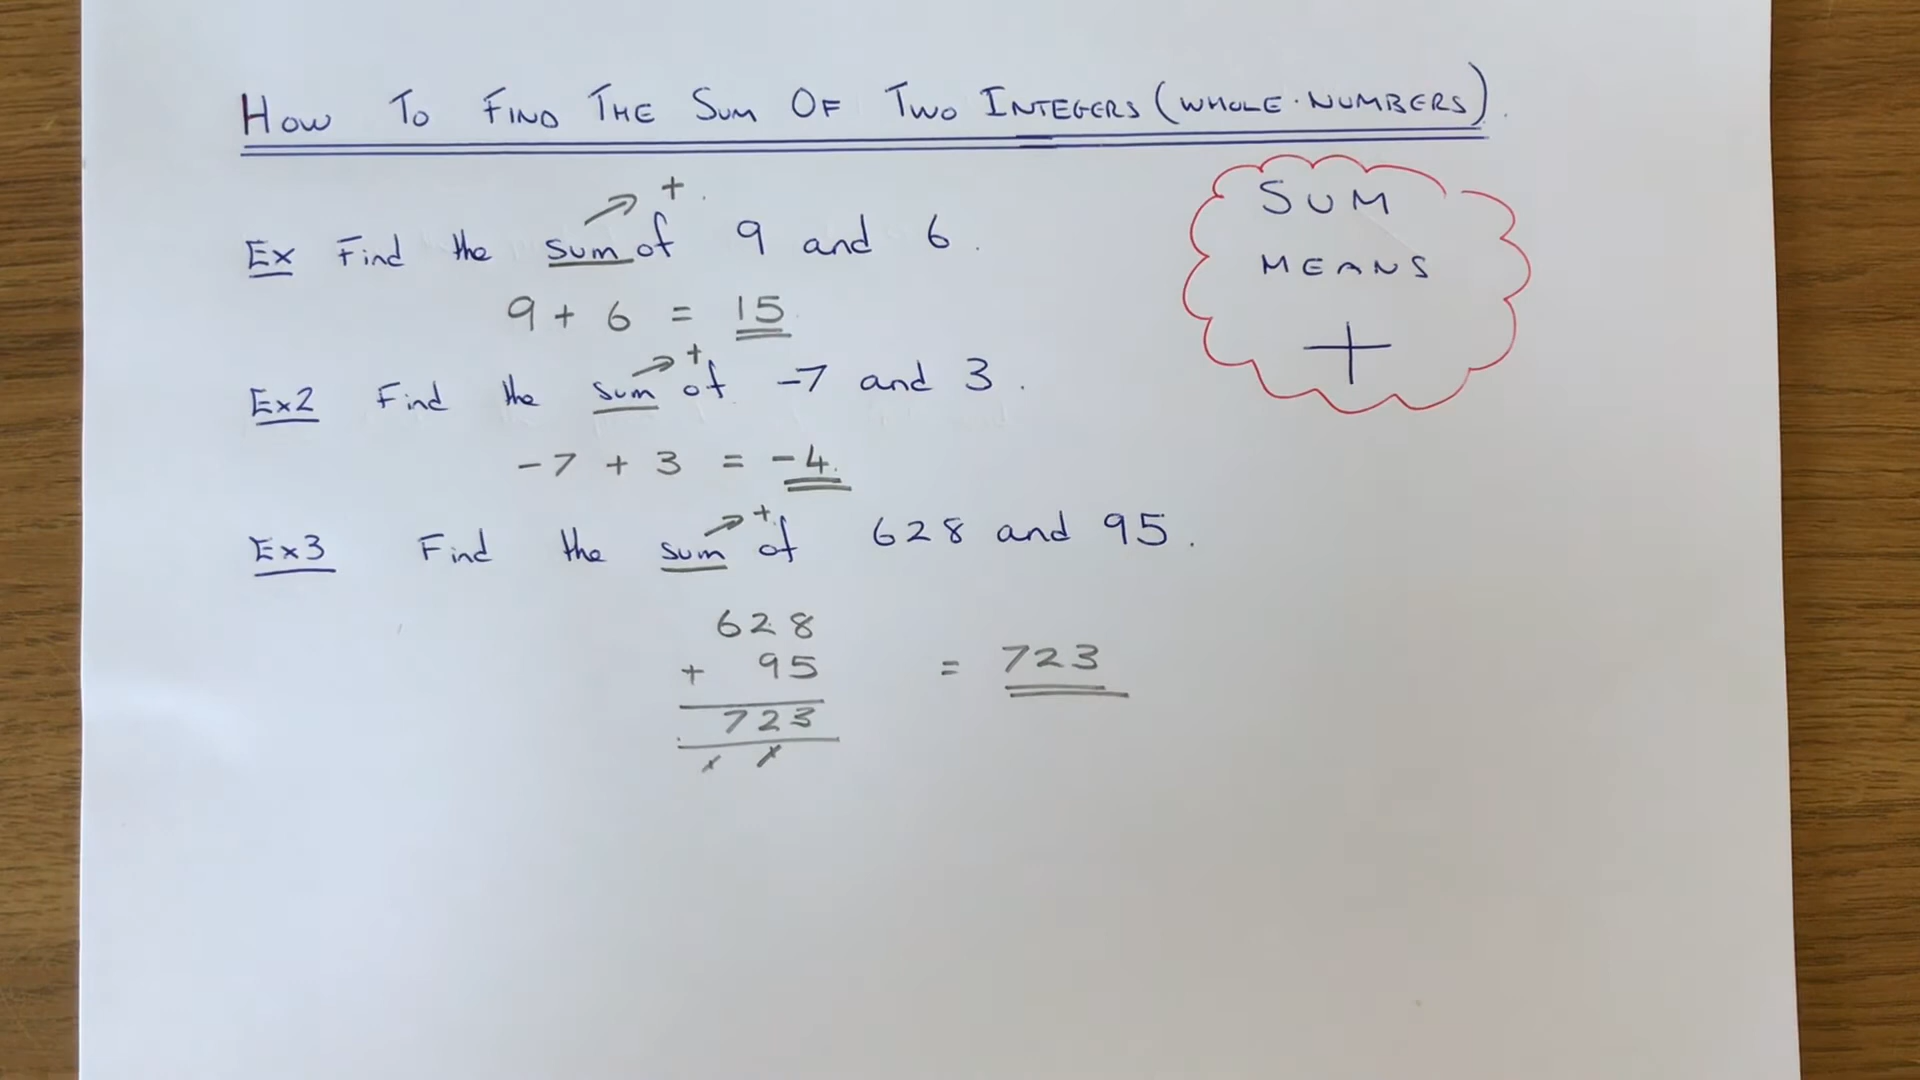 HOW TO FIND THE SUM OF TWO INTEGERS (WHOLE NUMBERS).
SUM
MEANS
+
+
Ex Find the sum of 9 and 6.
9 + 6 = 15
+
Ex2 Find the sum of -7 and 3.
-7 + 3 = -4.
+
Ex3 Find the sum of 628 and 95.
628
+ 95
723
1 1
= 723